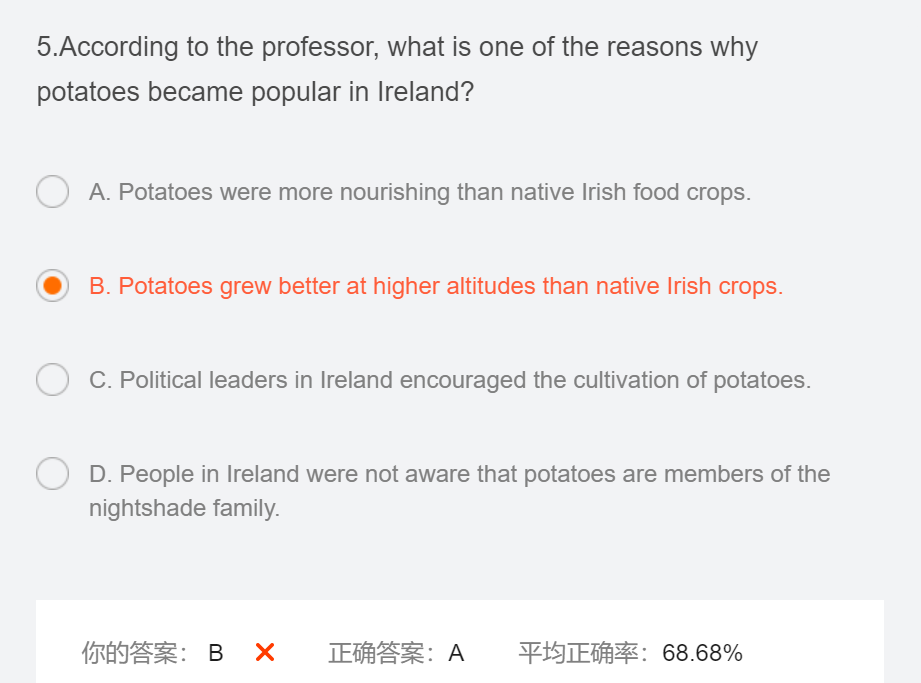 5.According to the professor, what is one of the reasons why
potatoes became popular in Ireland?
A. Potatoes were more nourishing than native Irish food crops.
B. Potatoes grew better at higher altitudes than native Irish crops.
C. Political leaders in Ireland encouraged the cultivation of potatoes.
D. People in Ireland were not aware that potatoes are members of the
nightshade family.
你的答案： B 正确答案：A 平均正确率：68.68%